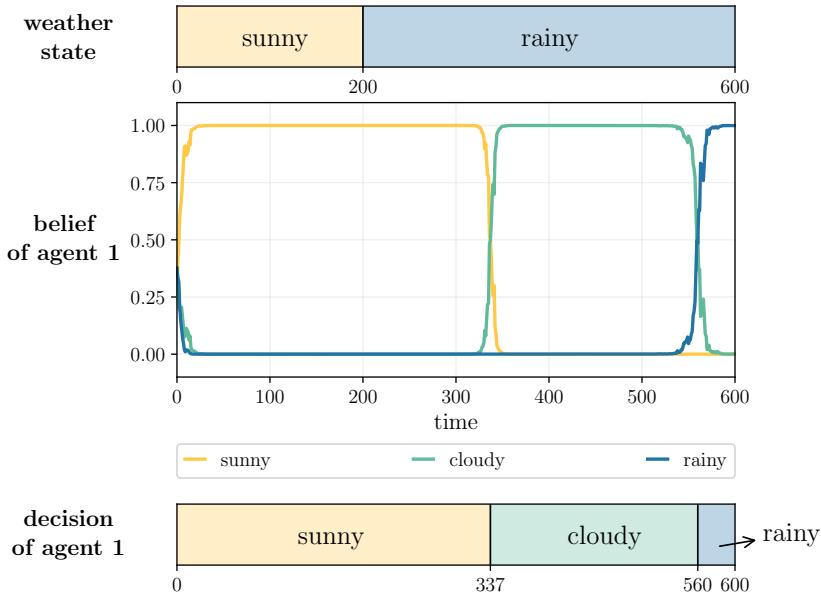 weather
state
sunny
rainy
0
200
600
belief
of agent 1
1.00
0.75
0.50
0.25
0.00
0
100
200
300
400
500
600
time
sunny
cloudy
rainy
decision
of agent 1
sunny
cloudy
rainy
0
337
560
600